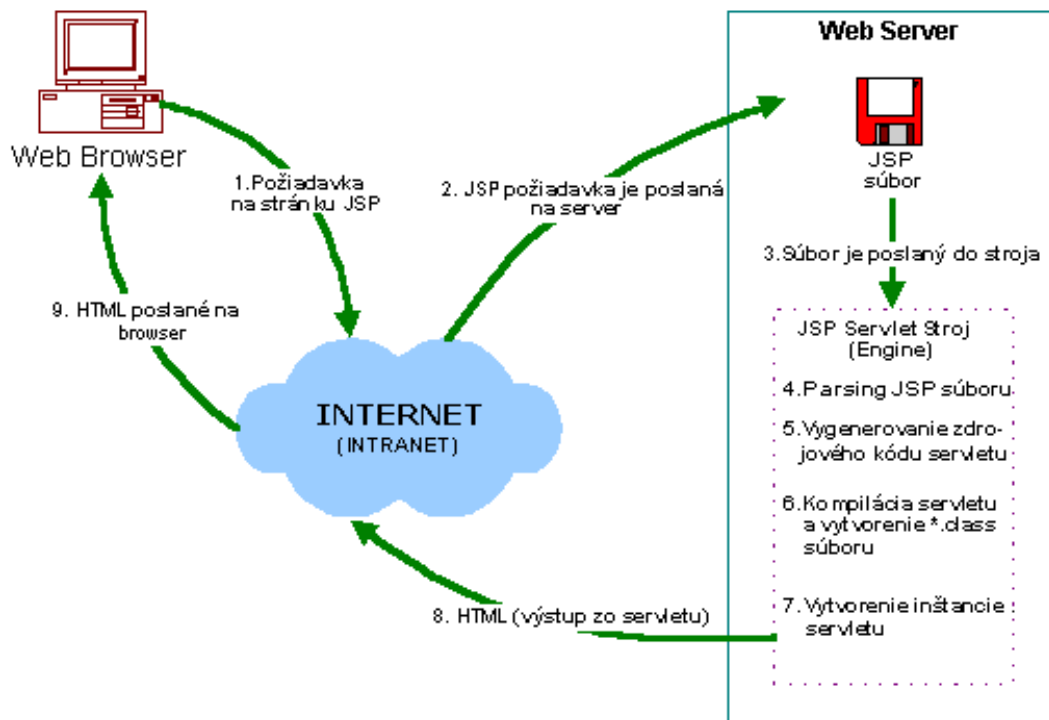 Web Server
Web Browser
JSP
súbor
1.Požiadavka
na stránku JSP
2. JSP požiadavka je poslaná
na server
3.Súbor je poslaný do stroja
9. HTML poslané na
browser
JSP Servlet Stroj
(Engine)
4.Parsing JSP súboru
5.Vygenerovanie zdro-
jového kódu servletu
6.Kompilácia servletu
a vytvorenie *.class
súboru
7.Vytvorenie inštancie
servletu
INTERNET
(INTRANET)
8. HTML (výstup zo servletu)